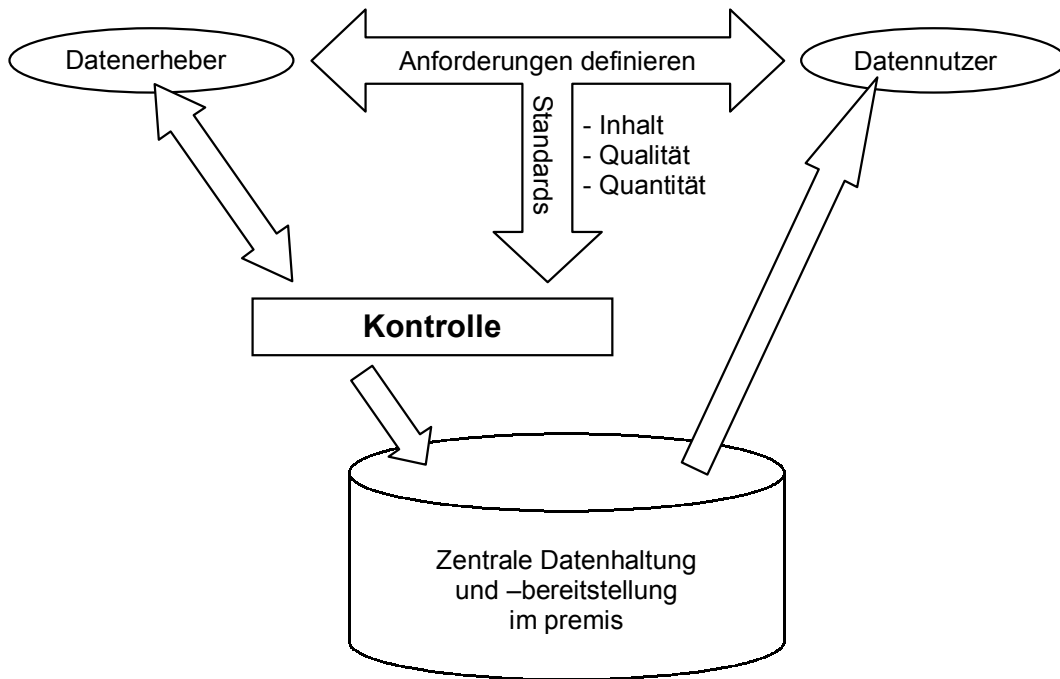 Datenerheber
Anforderungen definieren
Datennutzer
Standards
- Inhalt
- Qualität
- Quantität
Kontrolle
Zentrale Datenhaltung
und –bereitstellung
im premis